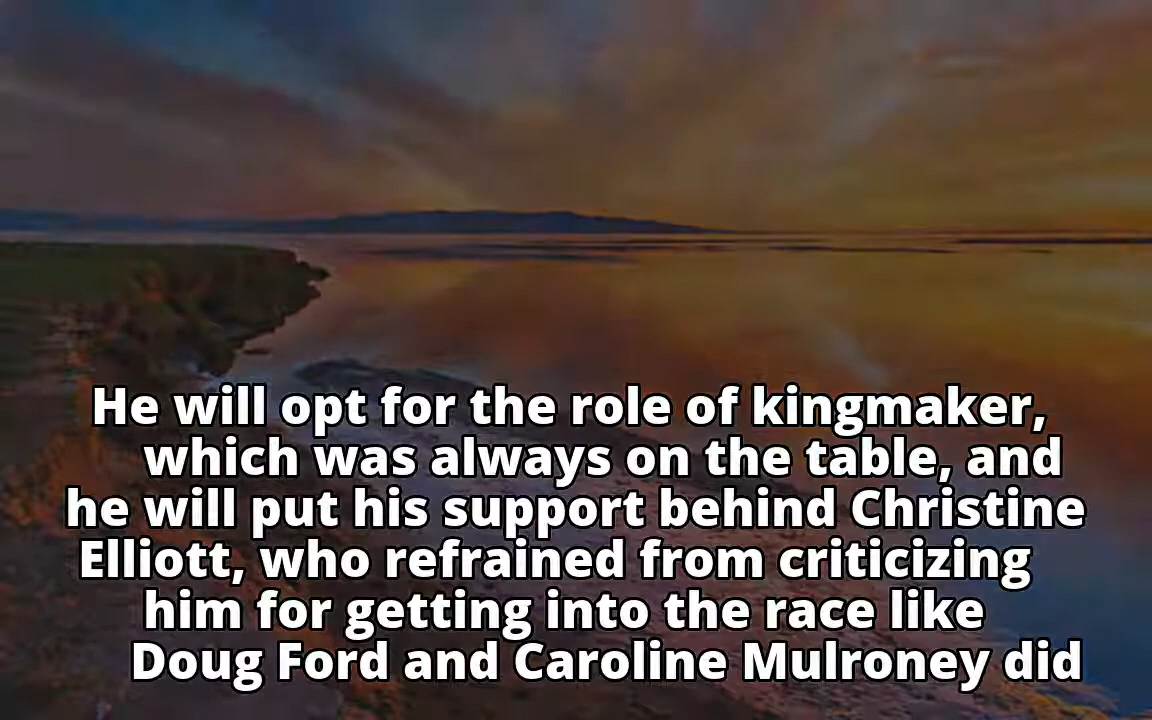 He will opt for the role of kingmaker,
which was always on the table, and
he will put his support behind Christine
Elliott, who refrained from criticizing
him for getting into the race like
Doug Ford and Caroline Mulroney did